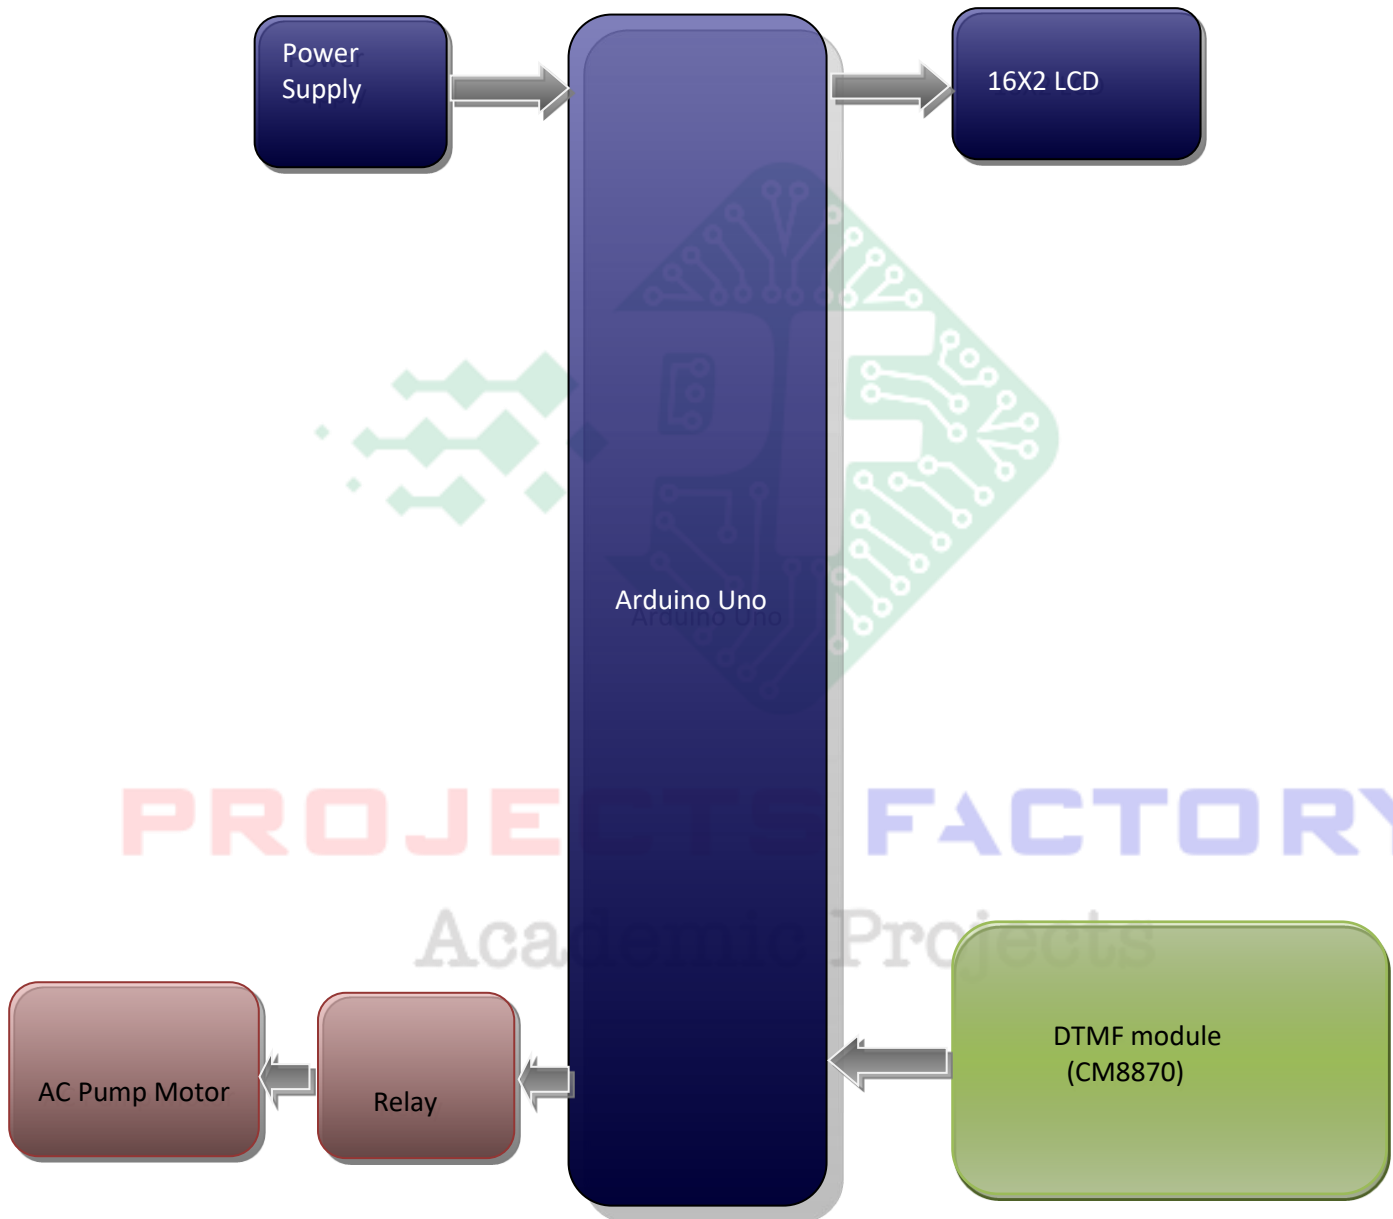 Power
Supply
16X2 LCD
Arduino Uno
PROJECTS FACTORY
Academic Projects
DTMF module
(CM8870)
AC Pump Motor
Relay